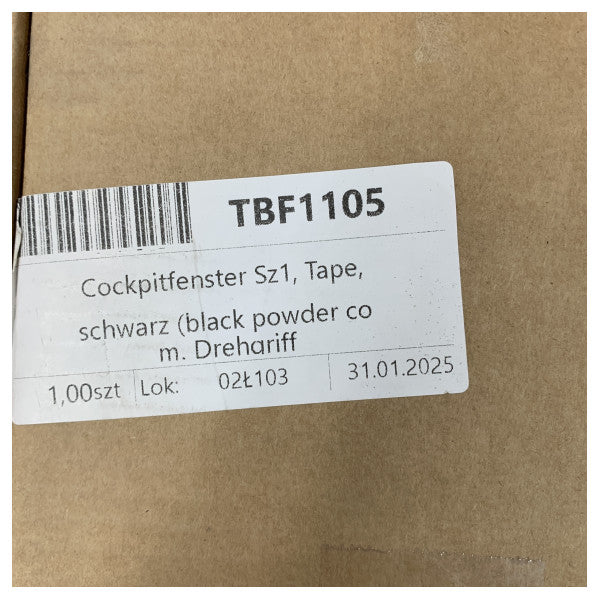 TBF1105
Cockpitfenster Sz1, Tape,
schwarz (black powder co
m. Drehgriff
1,00szt Lok: 02Ł103 31.01.2025